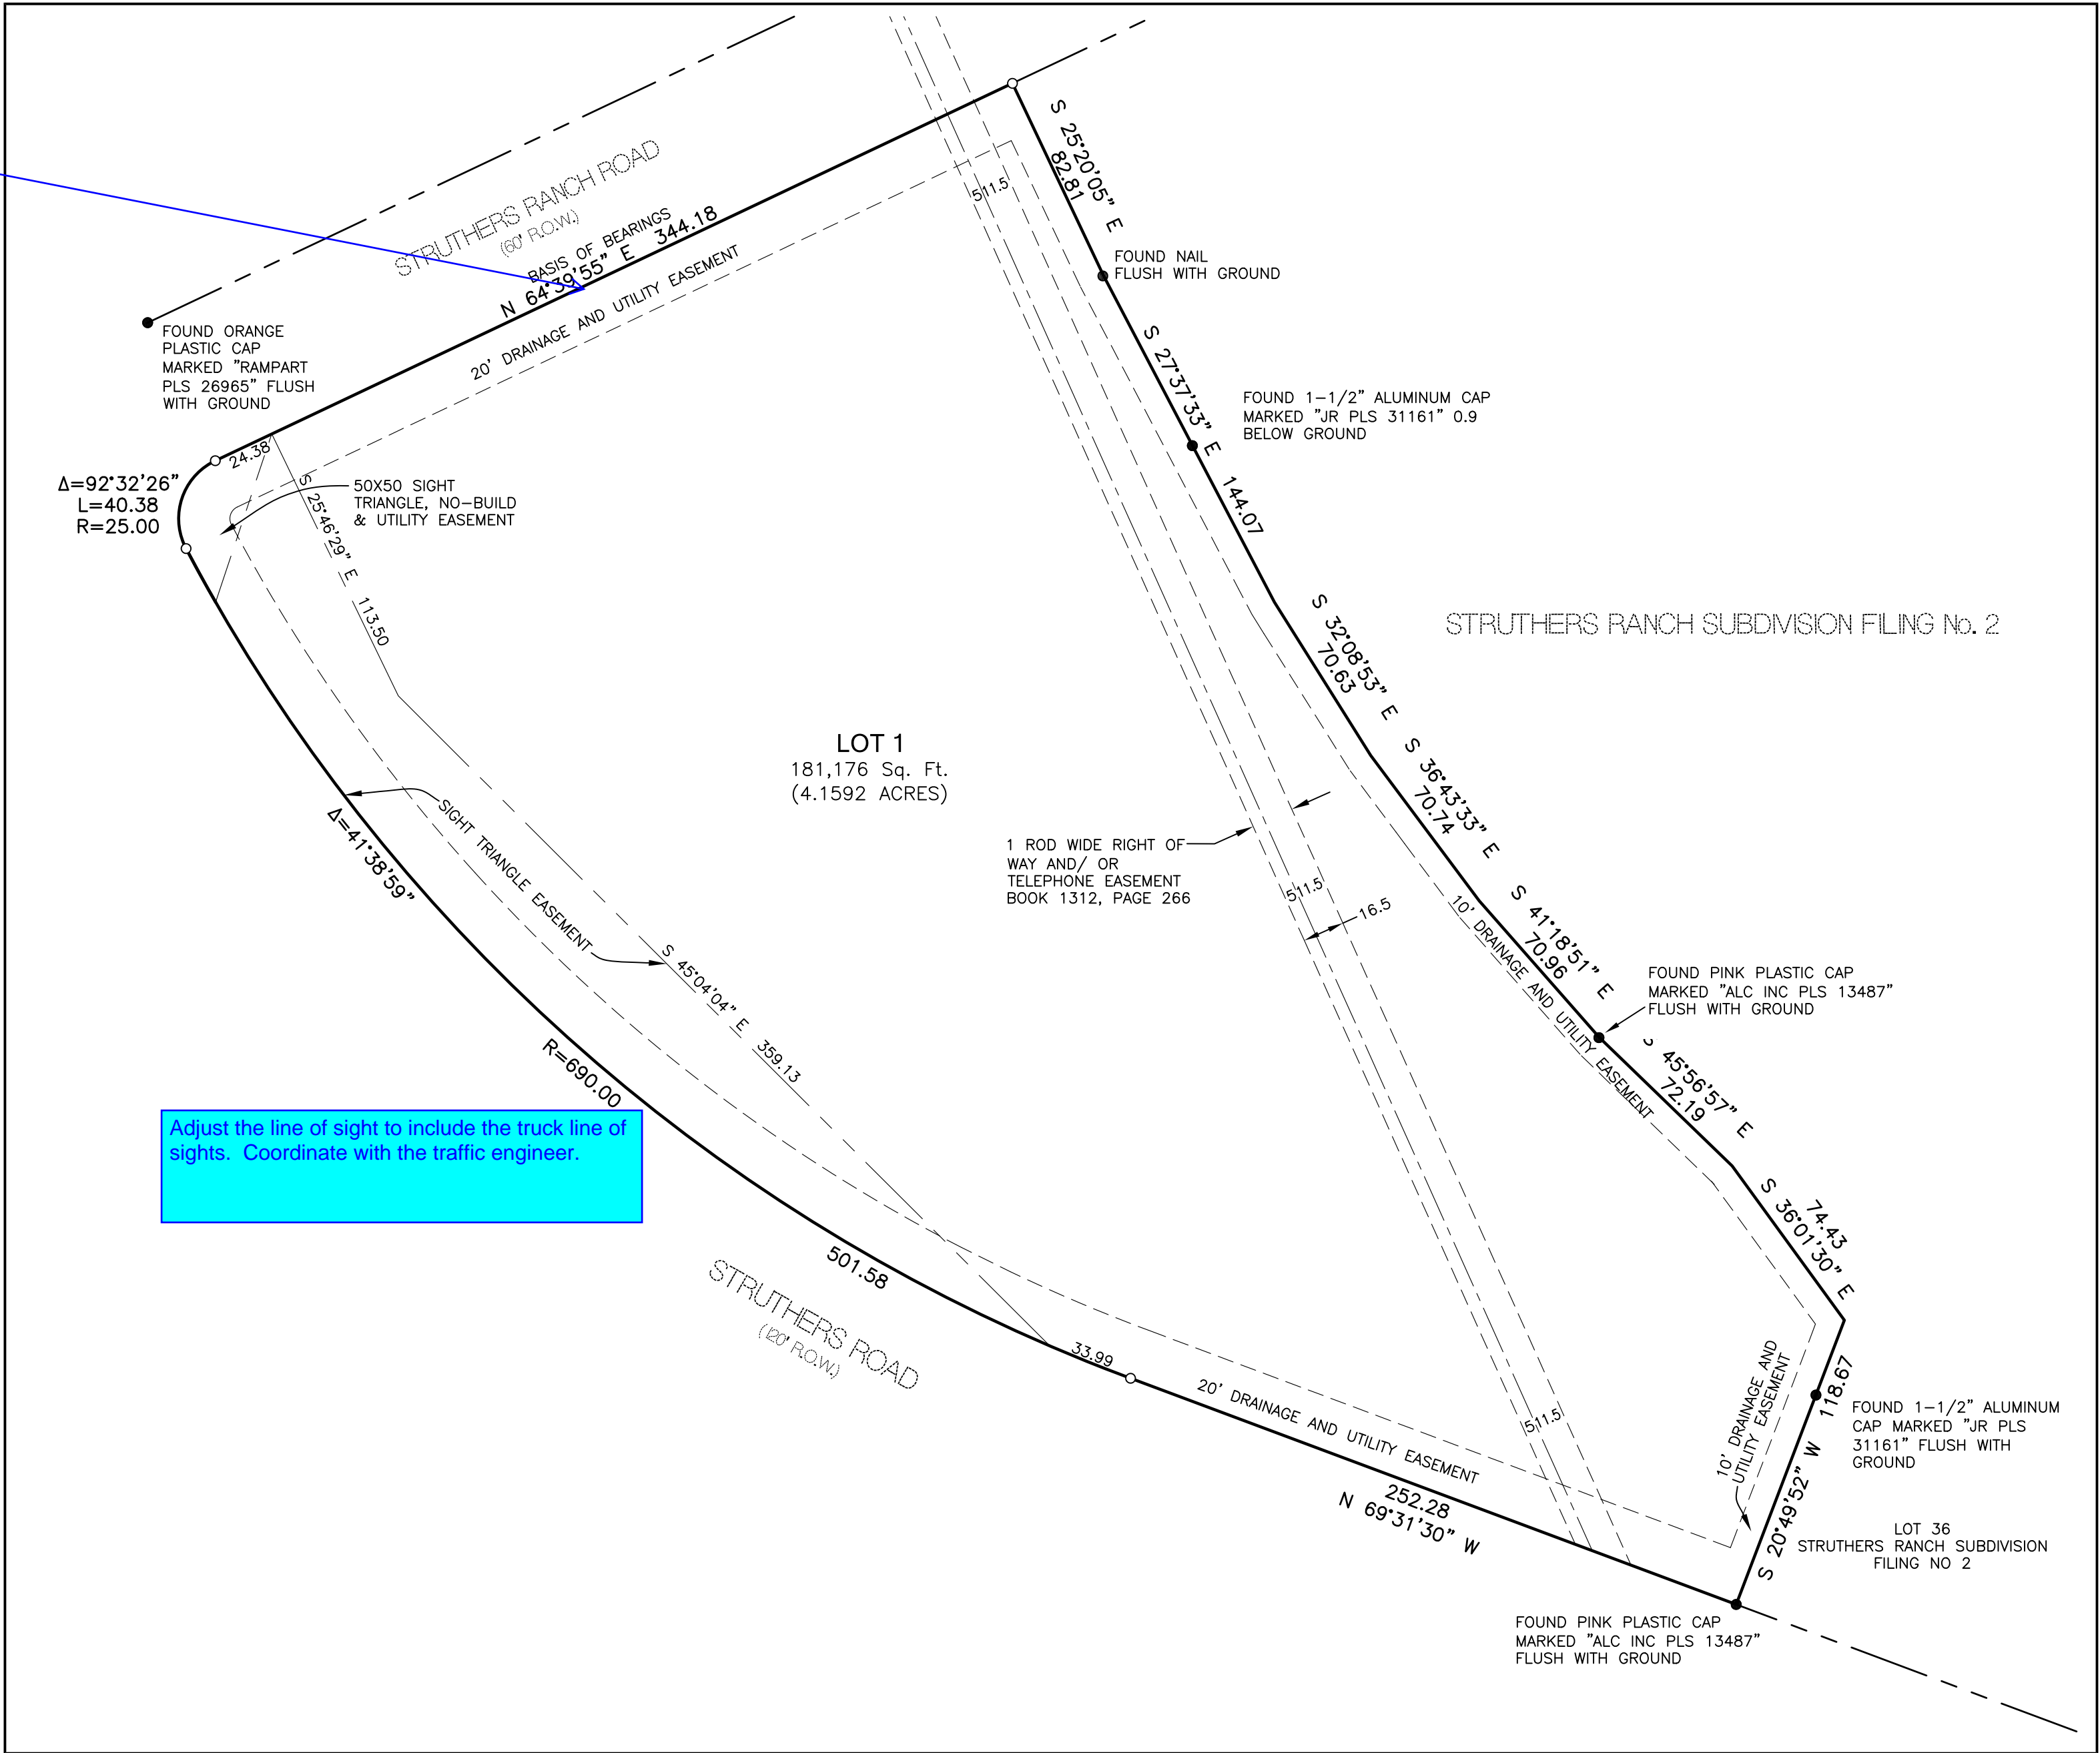 STRUTHERS RANCH ROAD
(60' R.O.W.)
BASIS OF BEARINGS
N 64°39'55" E 344.18
20' DRAINAGE AND UTILITY EASEMENT
S 25°20'05" E
82.81
511.5
FOUND NAIL
FLUSH WITH GROUND
FOUND ORANGE
PLASTIC CAP
MARKED "RAMPART
PLS 26965" FLUSH
WITH GROUND
S 27°37'33" E 144.07
FOUND 1-1/2" ALUMINUM CAP
MARKED "JR PLS 31161" 0.9
BELOW GROUND
24.38
Δ=92°32'26"
L=40.38
R=25.00
50X50 SIGHT
TRIANGLE, NO-BUILD
& UTILITY EASEMENT
S 25°46'29" E 113.50
STRUTHERS RANCH SUBDIVISION FILING No. 2
S 32°08'53" E
70.63
LOT 1
181,176 Sq. Ft.
(4.1592 ACRES)
S 36°43'33" E
70.74
SIGHT TRIANGLE EASEMENT
Δ=41°38'59"
1 ROD WIDE RIGHT OF
WAY AND/ OR
TELEPHONE EASEMENT
BOOK 1312, PAGE 266
511.5
16.5
S 41°18'51" E
70.96
10' DRAINAGE AND UTILITY EASEMENT
FOUND PINK PLASTIC CAP
MARKED "ALC INC PLS 13487"
FLUSH WITH GROUND
S 45°04'04" E 359.13
S 45°56'57" E
72.19
R=690.00
Adjust the line of sight to include the truck line of
sights. Coordinate with the traffic engineer.
74.43
S 36°01'30" E
501.58
STRUTHERS ROAD
(120' R.O.W.)
33.99
20' DRAINAGE AND UTILITY EASEMENT
511.5
10' DRAINAGE AND
UTILITY EASEMENT
S 20°49'52" W 118.67
FOUND 1-1/2" ALUMINUM
CAP MARKED "JR PLS
31161" FLUSH WITH
GROUND
252.28
N 69°31'30" W
LOT 36
STRUTHERS RANCH SUBDIVISION
FILING NO 2
FOUND PINK PLASTIC CAP
MARKED "ALC INC PLS 13487"
FLUSH WITH GROUND